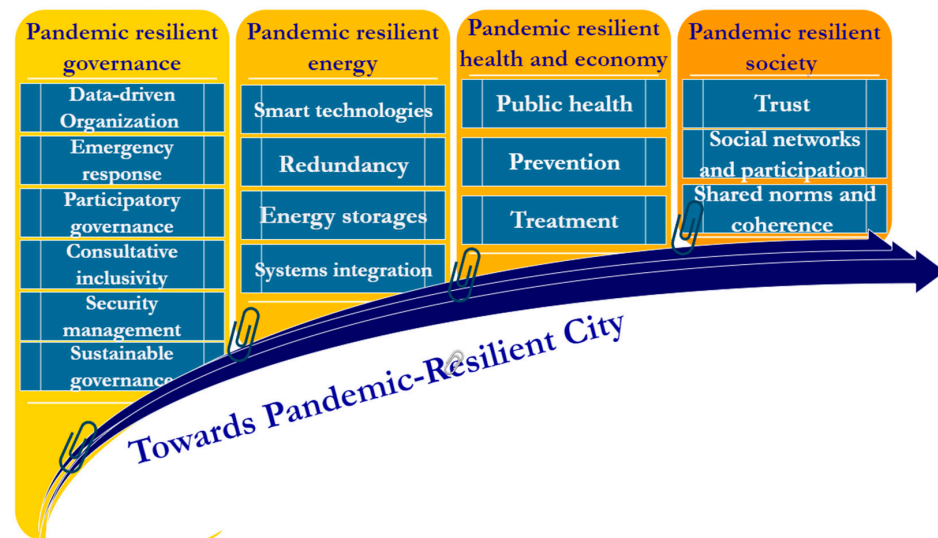 Pandemic resilient
governance
Data-driven
Organization
Emergency
response
Participatory
governance
Consultative
inclusivity
Security
management
Sustainable
governance
Pandemic resilient
energy
Smart technologies
Redundancy
Energy storages
Systems integration
Pandemic resilient
health and economy
Public health
Prevention
Treatment
Pandemic resilient
society
Trust
Social networks
and participation
Shared norms and
coherence
Towards Pandemic-Resilient City